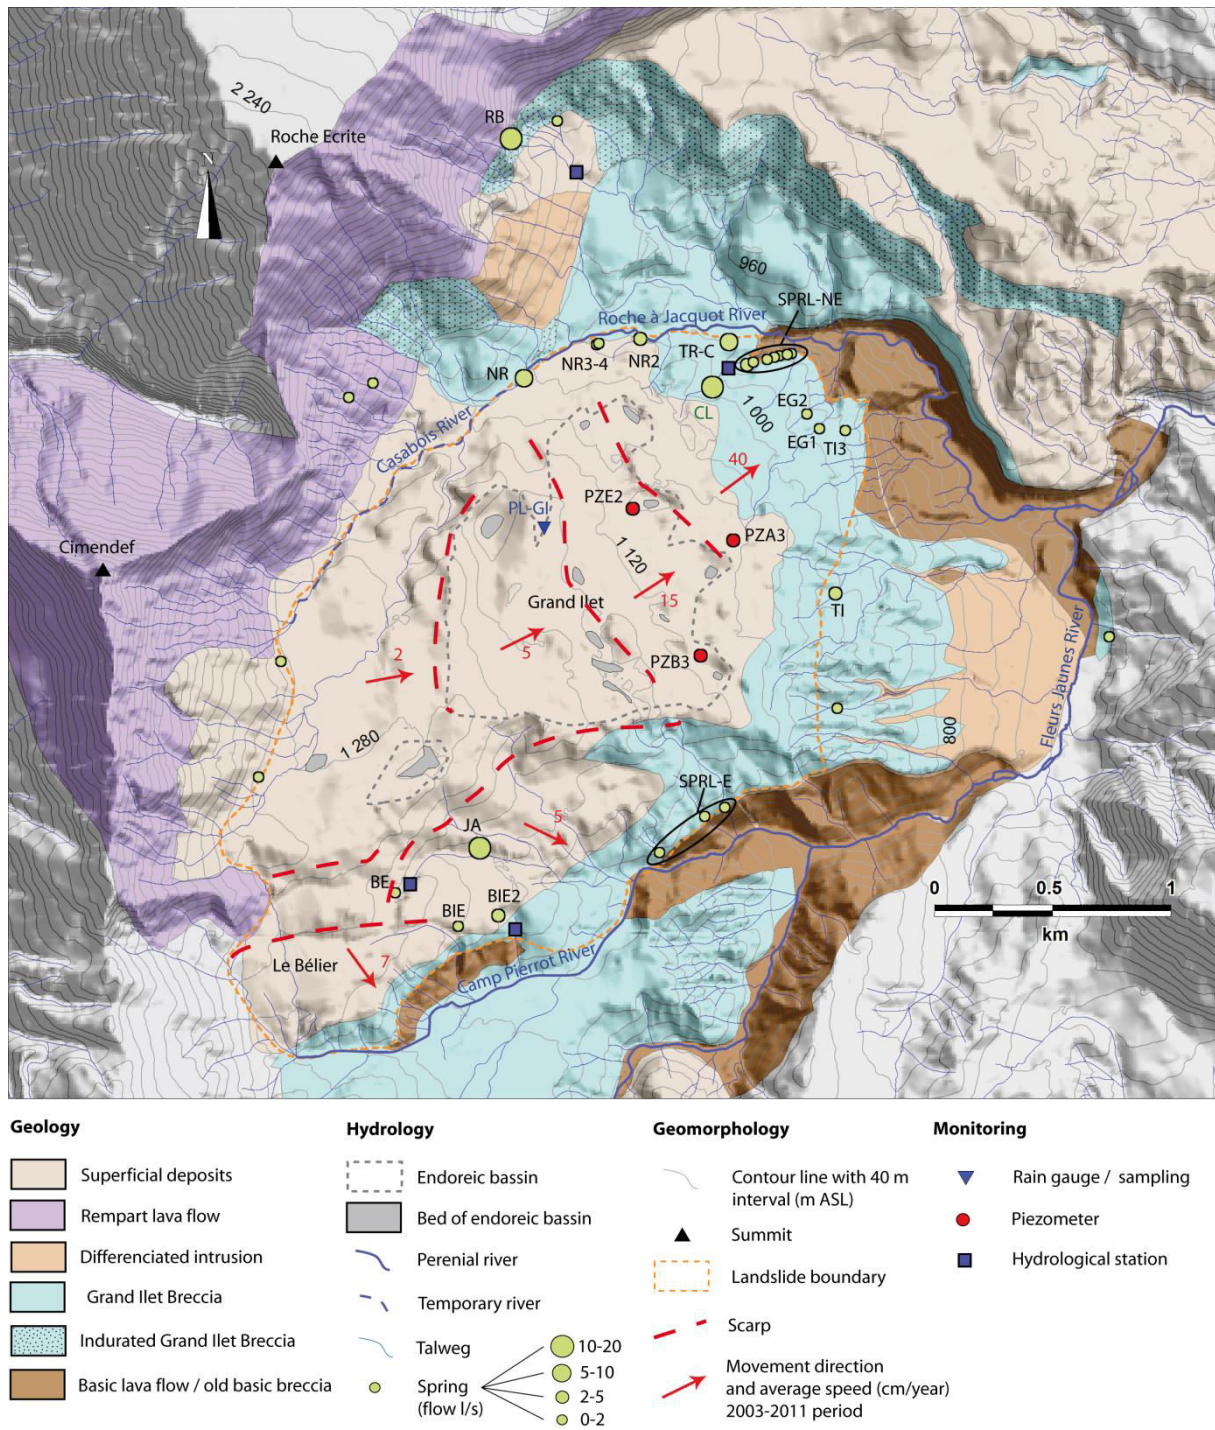 2 240
RB
Roche Ecrite
N
960
SPRL-NE
Roche à Jacquot River
TR-C
NR2
NR3-4
NR
CL
1 000
EG2
EG1
TI3
Casabois River
40
PZE2
PL-GI
PZA3
Cimendef
1 120
Grand Ilet
15
TI
5
2
PZB3
Fleurs Jaunes River
1 280
800
SPRL-E
JA
5
BE
BIE2
BIE
0 0.5 1
km
Le Bélier
7
Camp Pierrot River
Geology
Superficial deposits
Rempart lava flow
Differenciated intrusion
Grand Ilet Breccia
Indurated Grand Ilet Breccia
Basic lava flow / old basic breccia
Hydrology
Endoreic bassin
Bed of endoreic bassin
Perenial river
Temporary river
Talweg
Spring
(flow l/s)
10-20
5-10
2-5
0-2
Geomorphology
Contour line with 40 m
interval (m ASL)
Summit
Landslide boundary
Scarp
Movement direction
and average speed (cm/year)
2003-2011 period
Monitoring
Rain gauge / sampling
Piezometer
Hydrological station